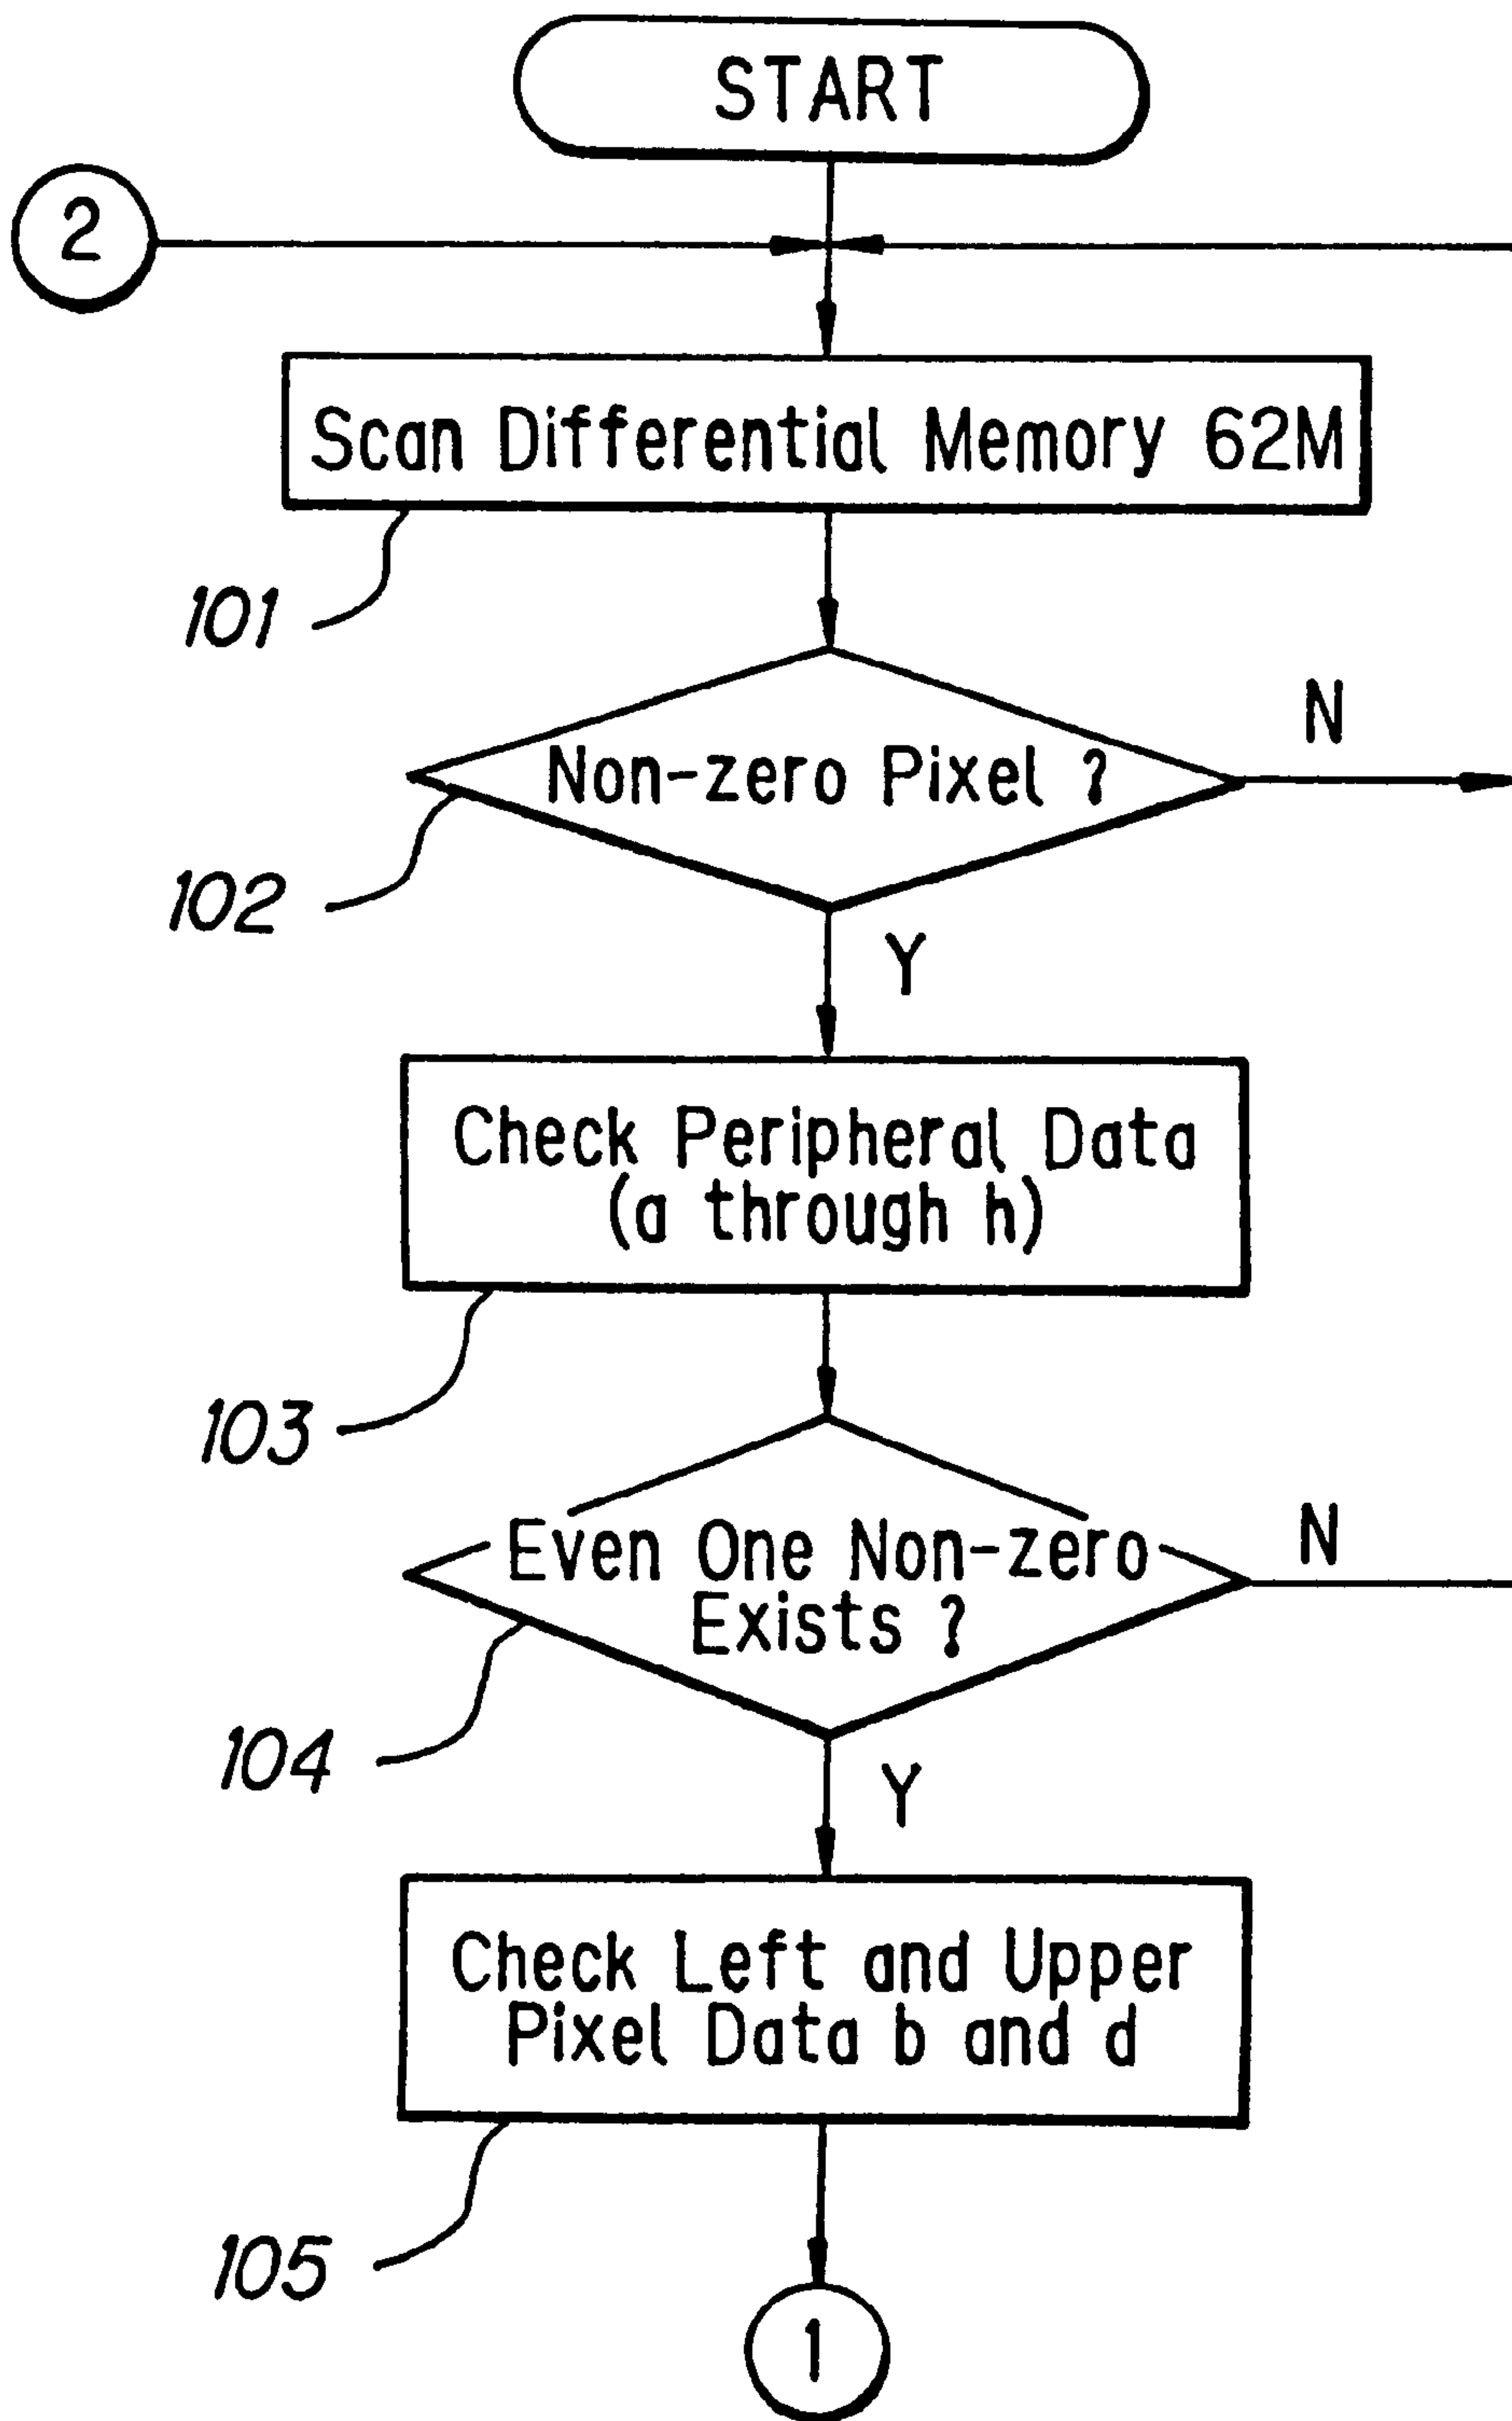 START
2
Scan Differential Memory 62M
101
Non-zero Pixel ?
N
102
Y
Check Peripheral Data
(a through h)
103
Even One Non-zero
Exists ?
N
104
Y
Check Left and Upper
Pixel Data b and d
105
1